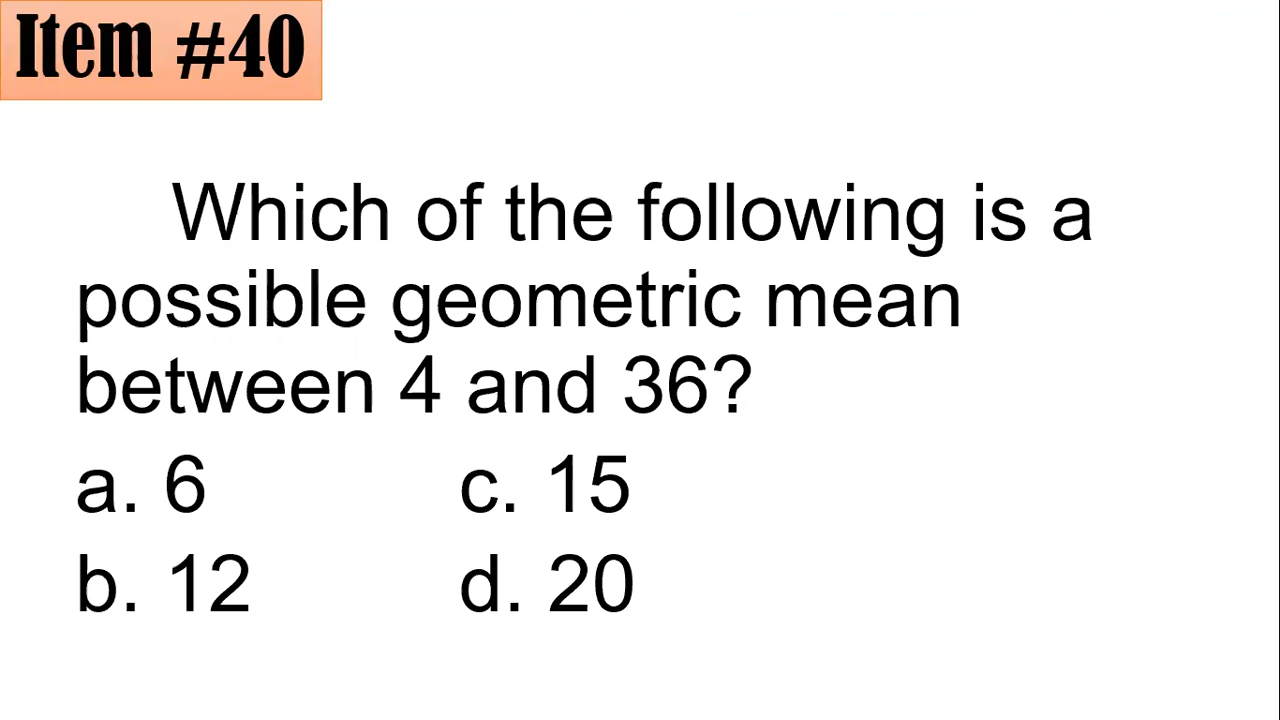 Item #40
Which of the following is a
possible geometric mean
between 4 and 36?
a. 6 c. 15
b. 12 d. 20